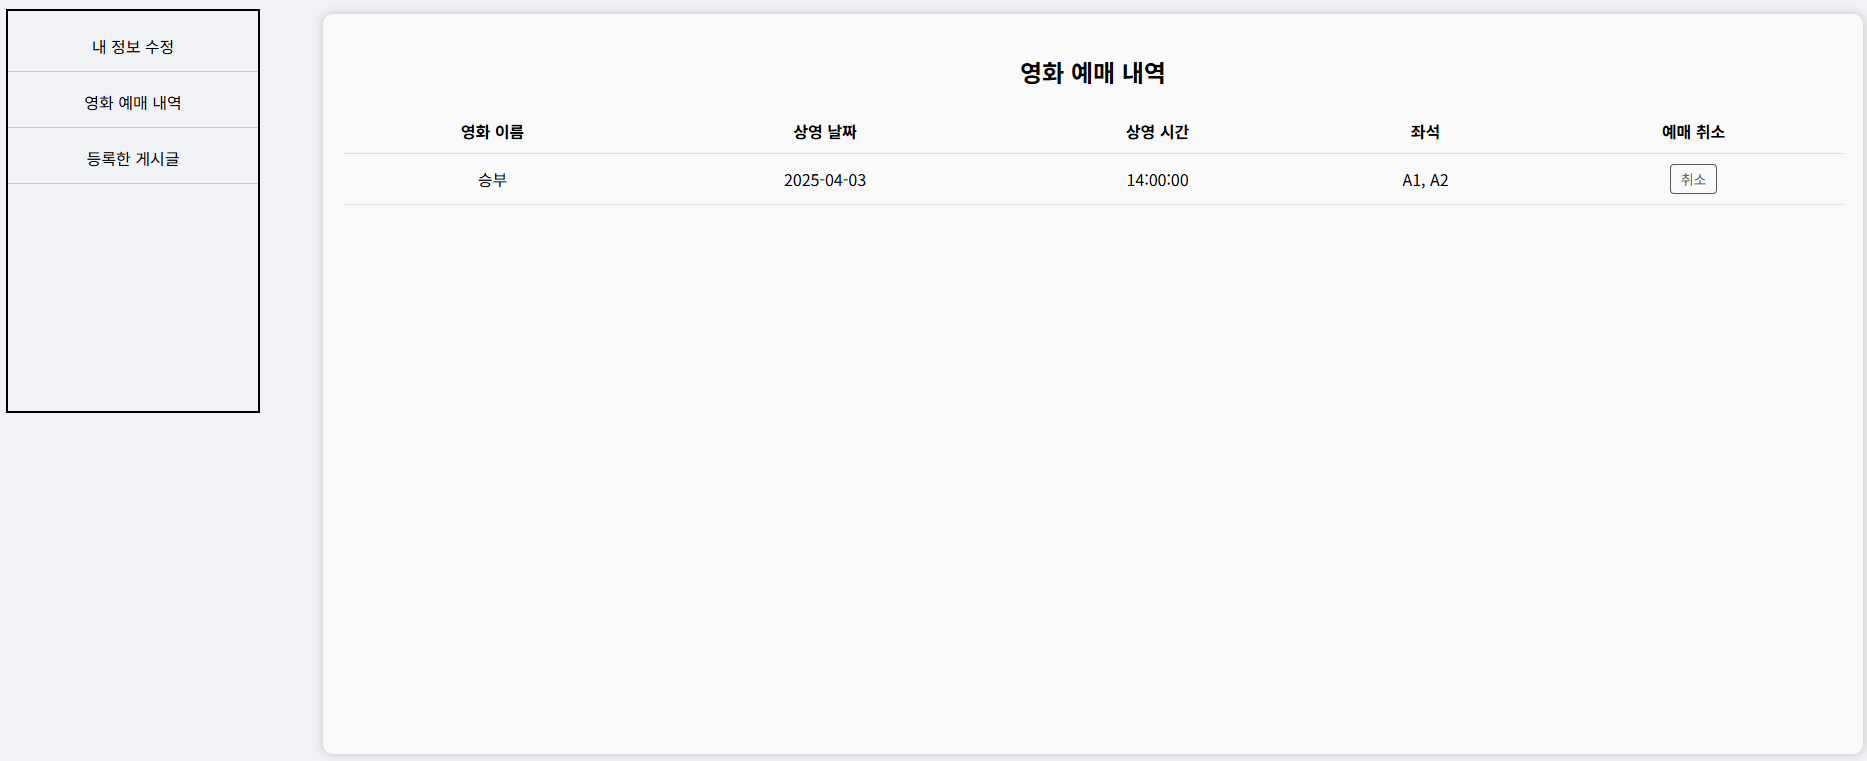 내 정보 수정
영화 예매 내역
등록한 게시글
영화 예매 내역
영화 이름 상영 날짜 상영 시간 좌석 예매 취소
승부 2025-04-03 14:00:00 A1, A2 취소